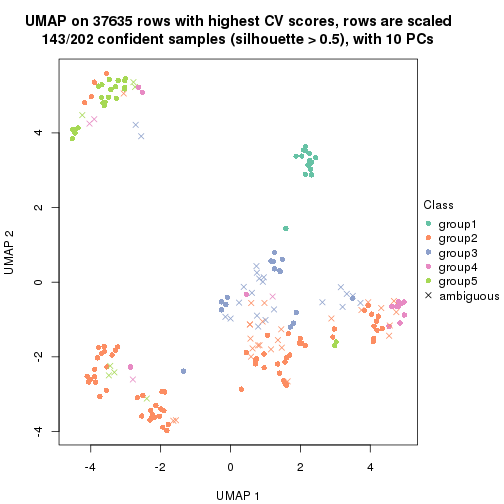 UMAP on 37635 rows with highest CV scores, rows are scaled
143/202 confident samples (silhouette > 0.5), with 10 PCs
4
2
0
-2
-4
UMAP 2
-4
-2
0
2
4
UMAP 1
Class
group1
group2
group3
group4
group5
ambiguous